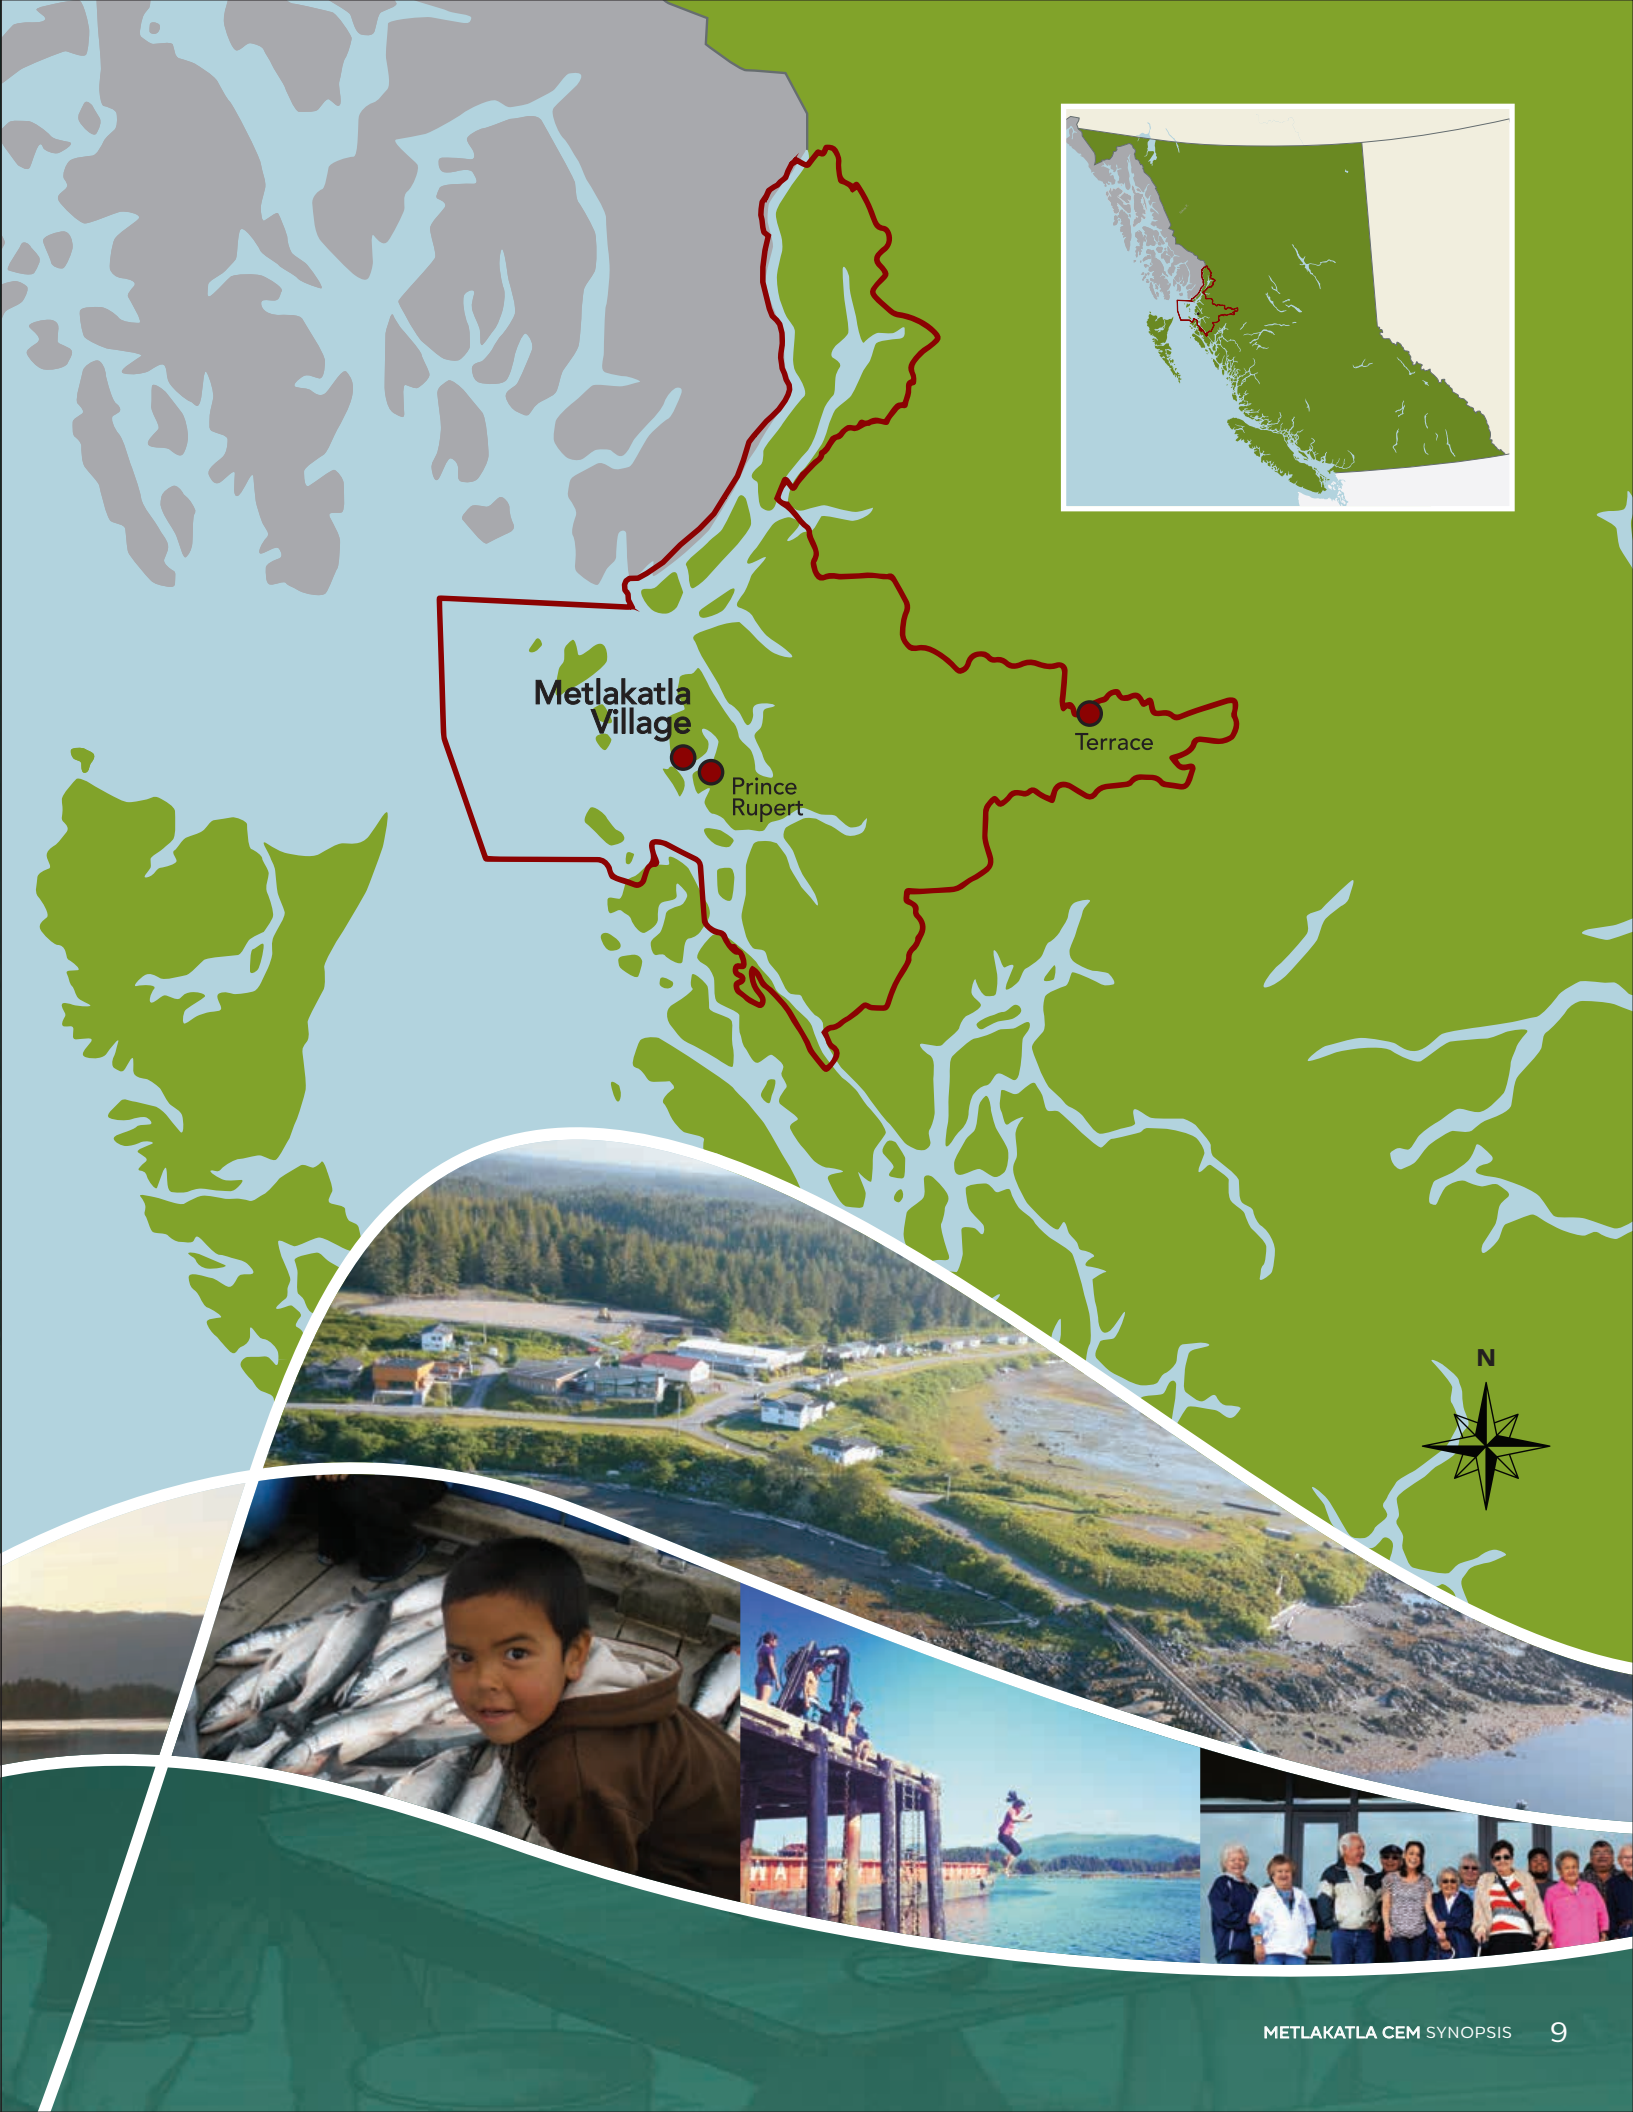 Metlakatla
Village
Prince
Rupert
Terrace
N
METLAKATLA CEM SYNOPSIS 9